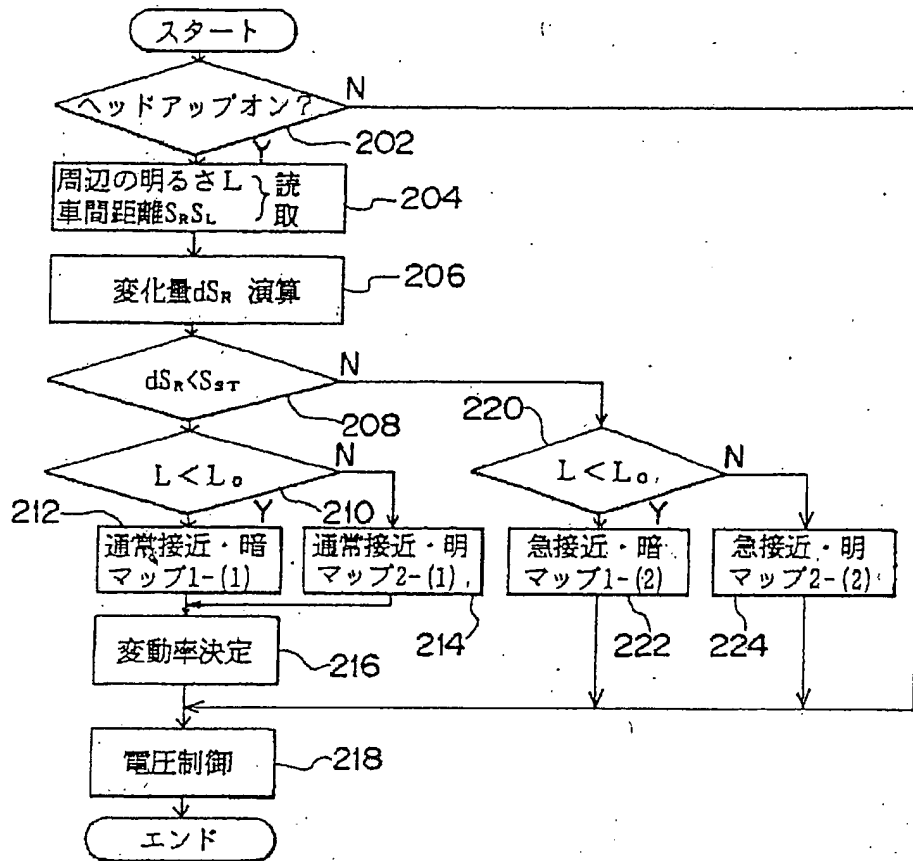 スタート
ヘッドアップオン?
N
202
Y
周辺の明るさL
車間距離SRSL
読取
204
変化量dSR 演算
206
dSR<SST
N
208
220
L<Lo
N
210
Y
L<Lo
N
Y
212
通常接近・暗
マップ1-(1)
通常接近・明
マップ2-(1)
214
急接近・暗
マップ1-(2)
222
急接近・明
マップ2-(2)
224
変動率決定
216
電圧制御
218
エンド